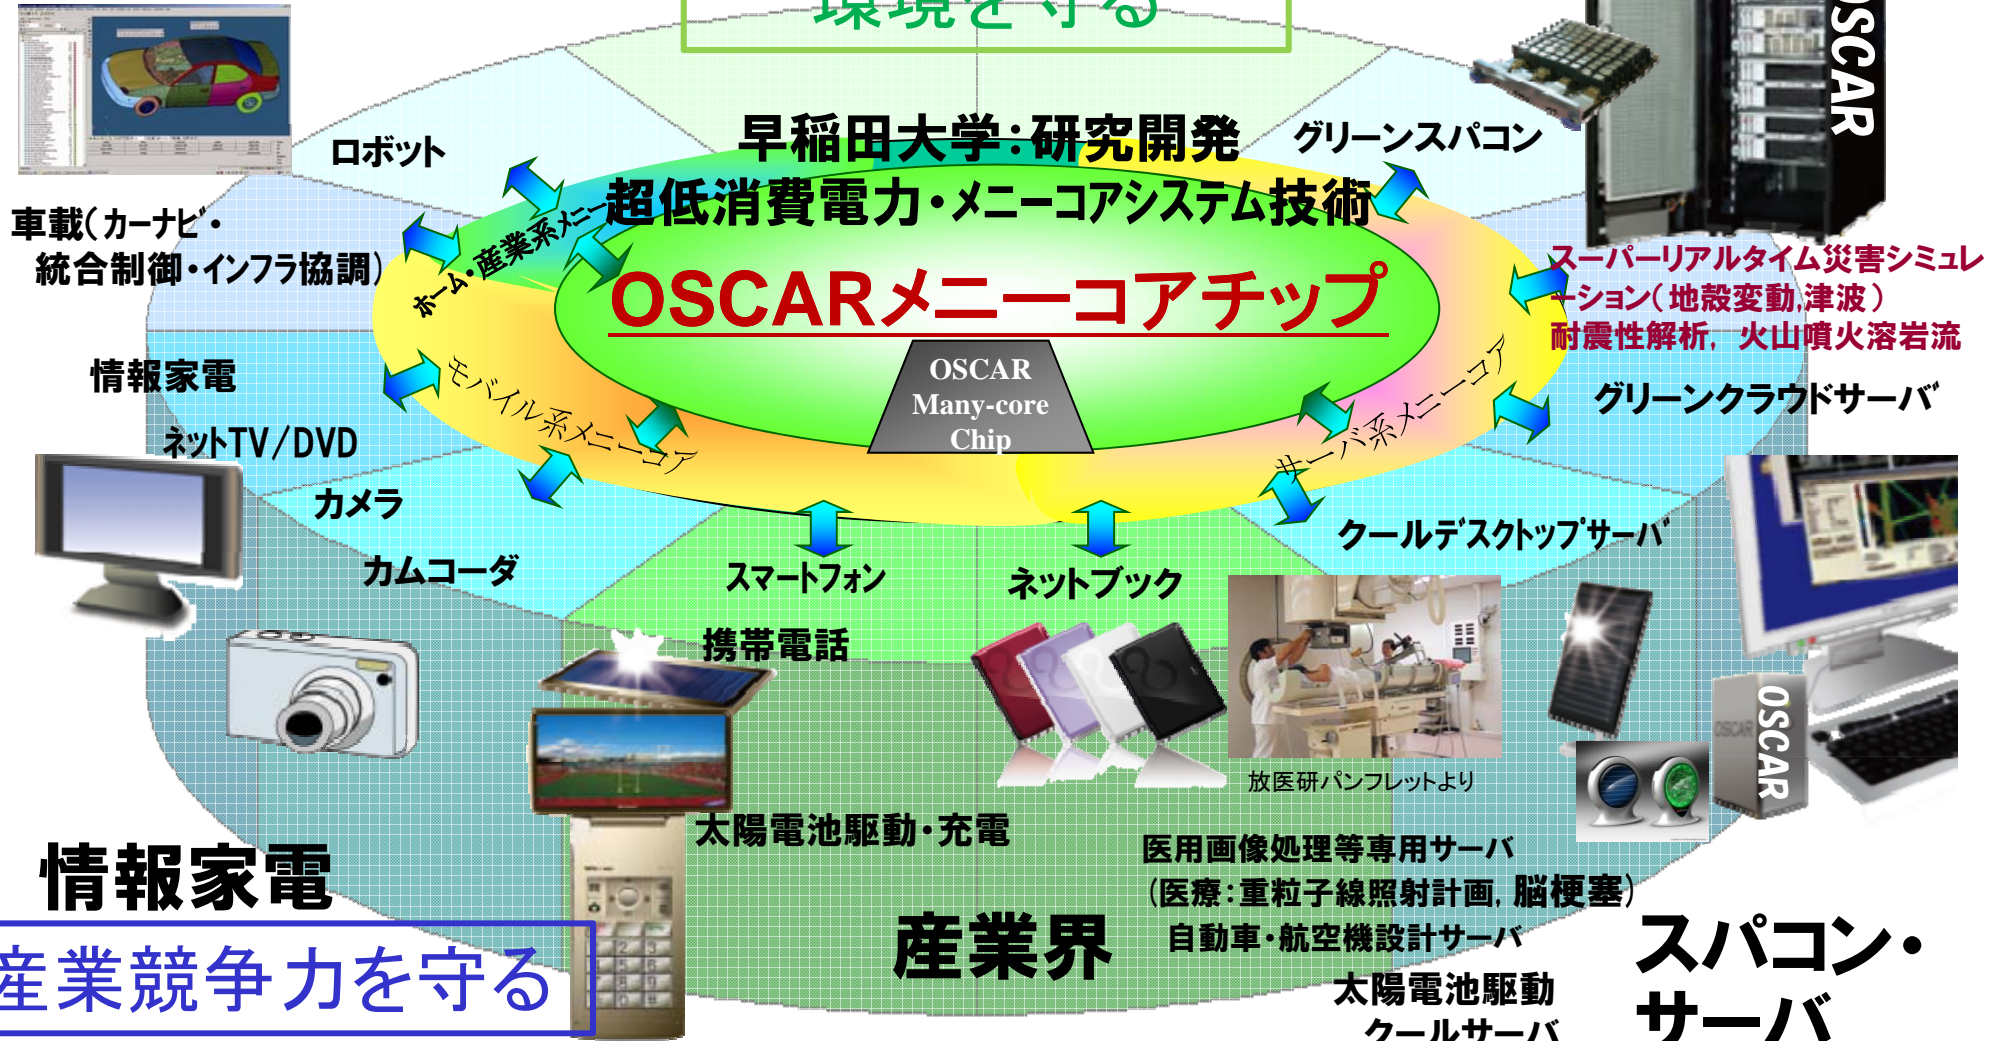 環境を守る
OSCAR
早稲田大学:研究開発
超低消費電力・メニーコアシステム技術
OSCARメニーコアチップ
OSCAR
Many-core
Chip
ロボット
グリーンスパコン
車載(カーナビ・
統合制御・インフラ協調)
ホーム・産業系メニー
スーパーリアルタイム災害シミュレ
ーション(地殻変動,津波)
耐震性解析, 火山噴火溶岩流
情報家電
モバイル系メニーコア
サーバ系メニーコア
グリーンクラウドサーバ
ネットTV/DVD
カメラ
カムコーダ
スマートフォン
ネットブック
クールデスクトップサーバ
携帯電話
OSCAR
OSCAR
放医研パンフレットより
太陽電池駆動・充電
医用画像処理等専用サーバ
(医療:重粒子線照射計画, 脳梗塞)
自動車・航空機設計サーバ
情報家電
産業界
スパコン・
サーバ
産業競争力を守る
太陽電池駆動
クールサーバ